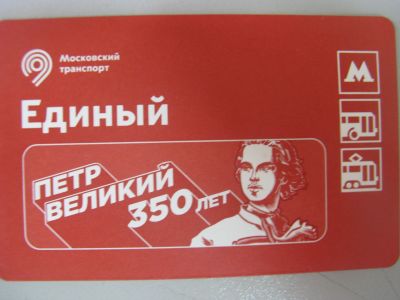 Московский
транспорт
Единый
М
ПЕТР
ВЕЛИКИЙ
350 ЛЕТ